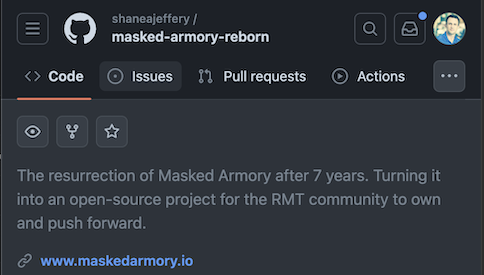 shaneajeffery /
masked-armory-reborn
Code Issues Pull requests Actions
The resurrection of Masked Armory after 7 years. Turning it
into an open-source project for the RMT community to own
and push forward.
www.maskedarmory.io